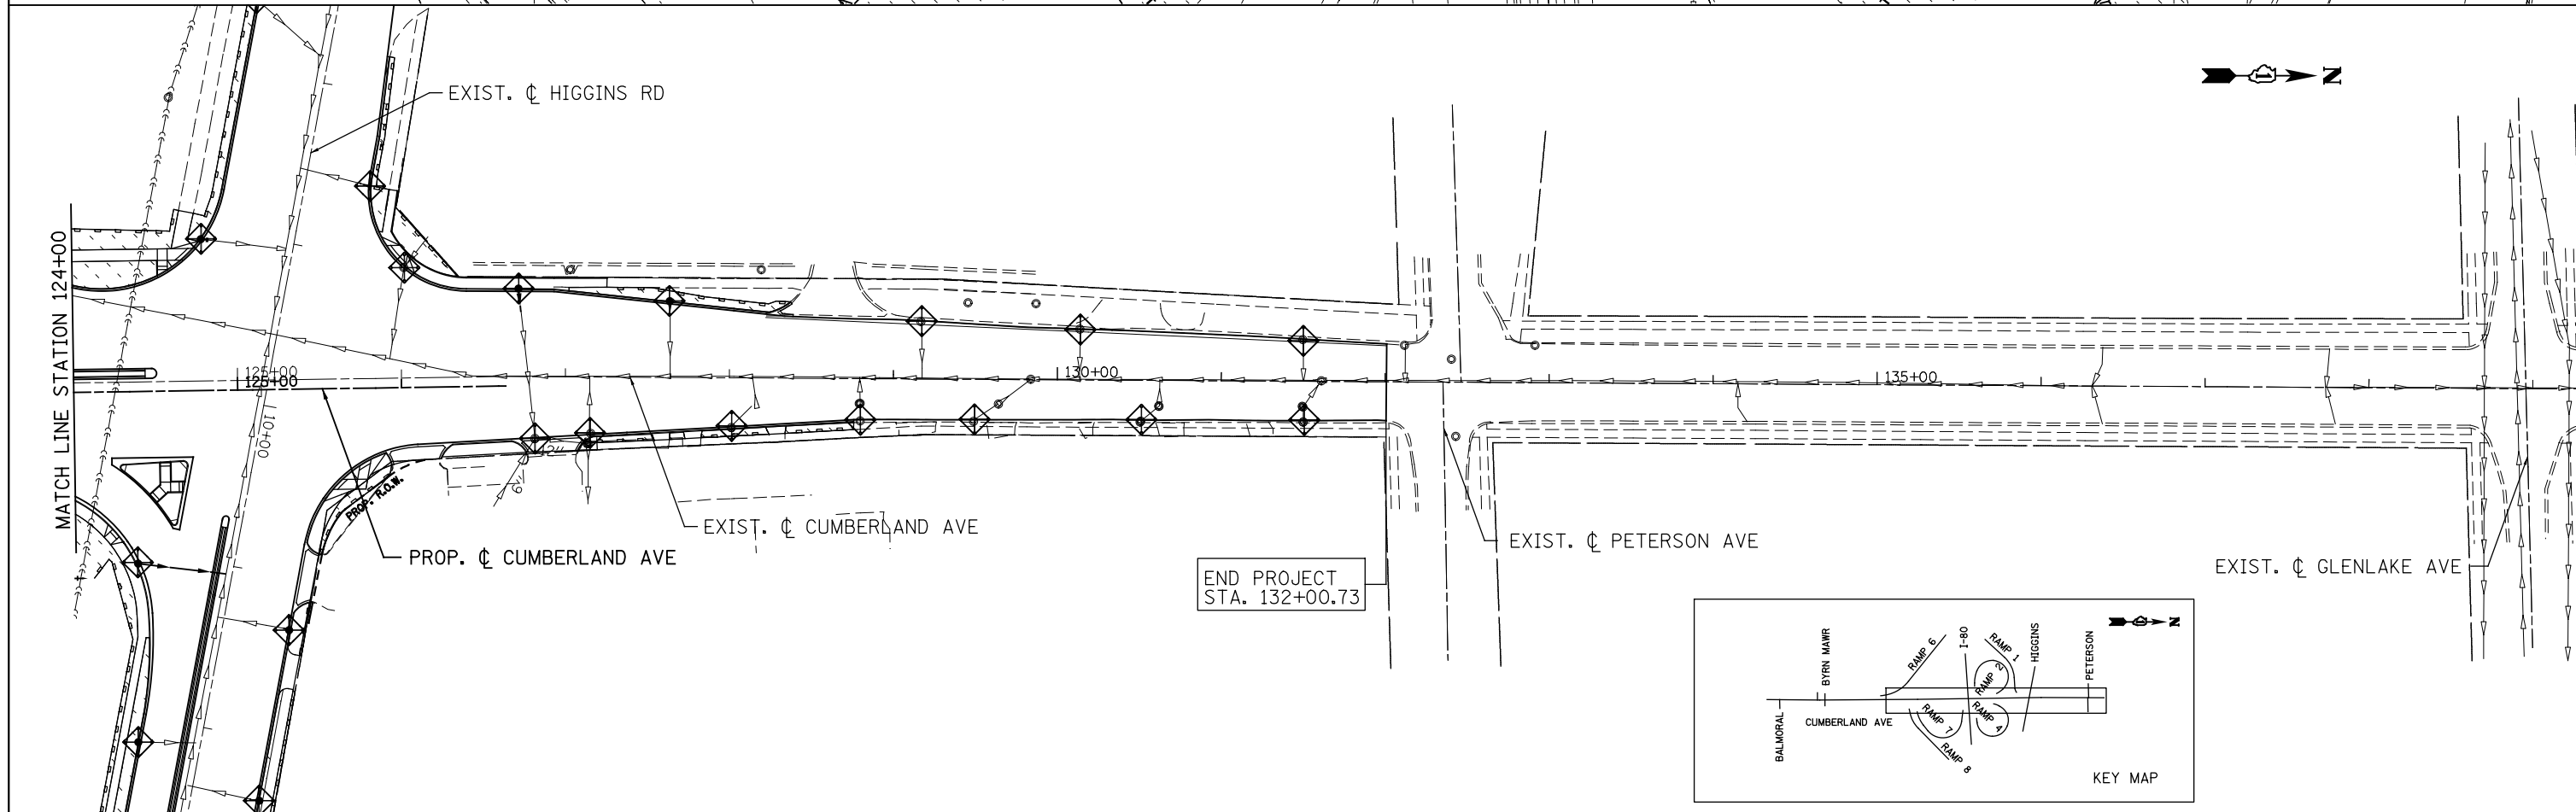 EXIST. ℄ HIGGINS RD
N
MATCH LINE STATION 124+00
125+00
125+00
110+00
130+00
135+00
PROP. R.O.W.
12"
6"
EXIST. ℄ CUMBERLAND AVE
PROP. ℄ CUMBERLAND AVE
EXIST. ℄ PETERSON AVE
EXIST. ℄ GLENLAKE AVE
END PROJECT
STA. 132+00.73
BYRN MAWR
RAMP 6
I-80
RAMP 1
HIGGINS
PETERSON
N
RAMP 2
BALMORAL
CUMBERLAND AVE
RAMP 7
RAMP 4
RAMP 8
KEY MAP